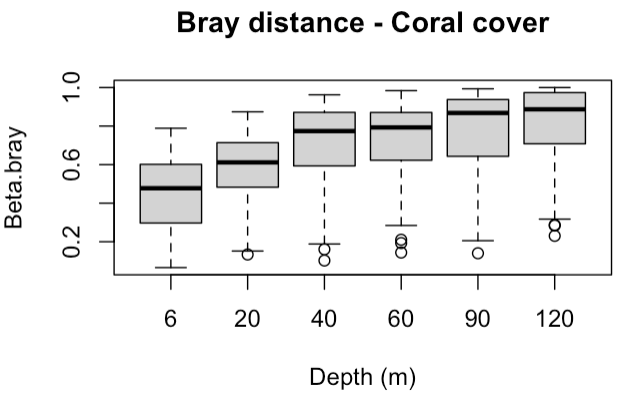 Bray distance - Coral cover
Beta.bray
1.0
0.6
0.2
6 20 40 60 90 120
Depth (m)